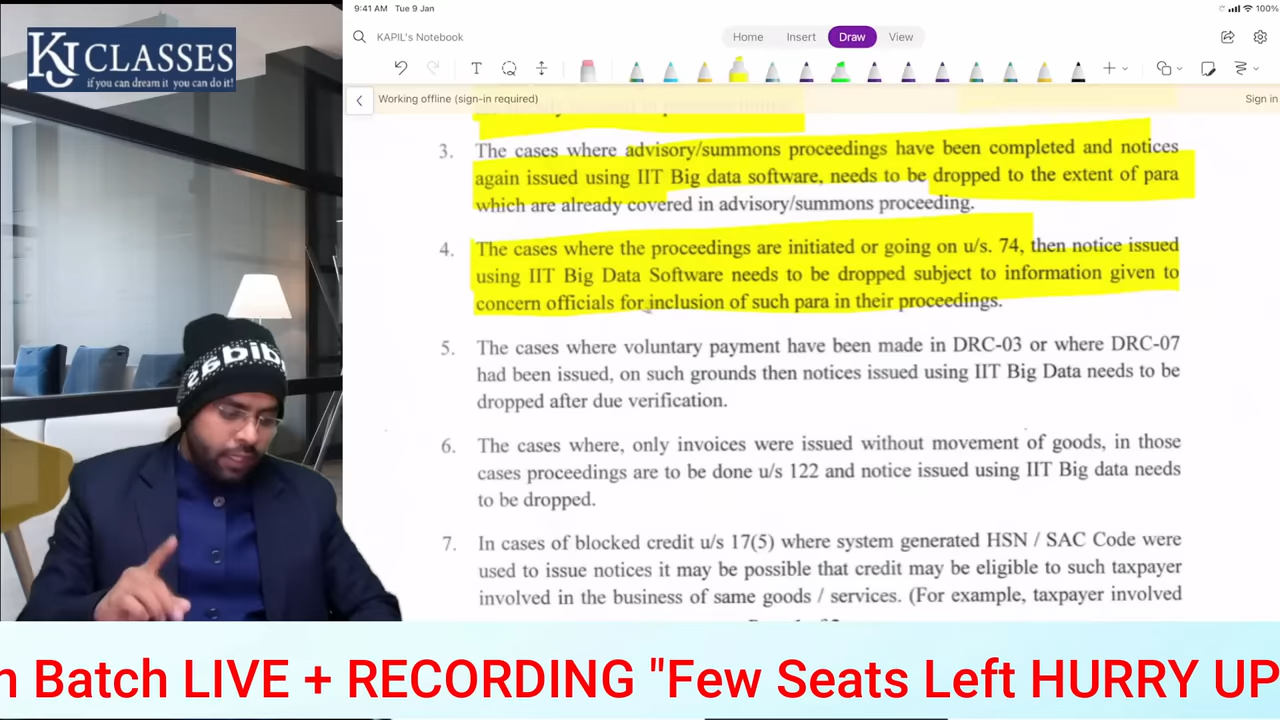 9:41 AM Tue 9 Jan
100%
KJ CLASSES
if you can dream it you can do it!
KAPIL's Notebook
Home Insert Draw View
Working offline (sign-in required)
Sign in
3. The cases where advisory/summons proceedings have been completed and notices
again issued using IIT Big data software, needs to be dropped to the extent of para
which are already covered in advisory/summons proceeding.
4. The cases where the proceedings are initiated or going on u/s. 74, then notice issued
using IIT Big Data Software needs to be dropped subject to information given to
concern officials for inclusion of such para in their proceedings.
5. The cases where voluntary payment have been made in DRC-03 or where DRC-07
had been issued, on such grounds then notices issued using IIT Big Data needs to be
dropped after due verification.
6. The cases where, only invoices were issued without movement of goods, in those
cases proceedings are to be done u/s 122 and notice issued using IIT Big data needs
to be dropped.
7. In cases of blocked credit u/s 17(5) where system generated HSN / SAC Code were
used to issue notices it may be possible that credit may be eligible to such taxpayer
involved in the business of same goods / services. (For example, taxpayer involved
n Batch LIVE + RECORDING "Few Seats Left HURRY UP